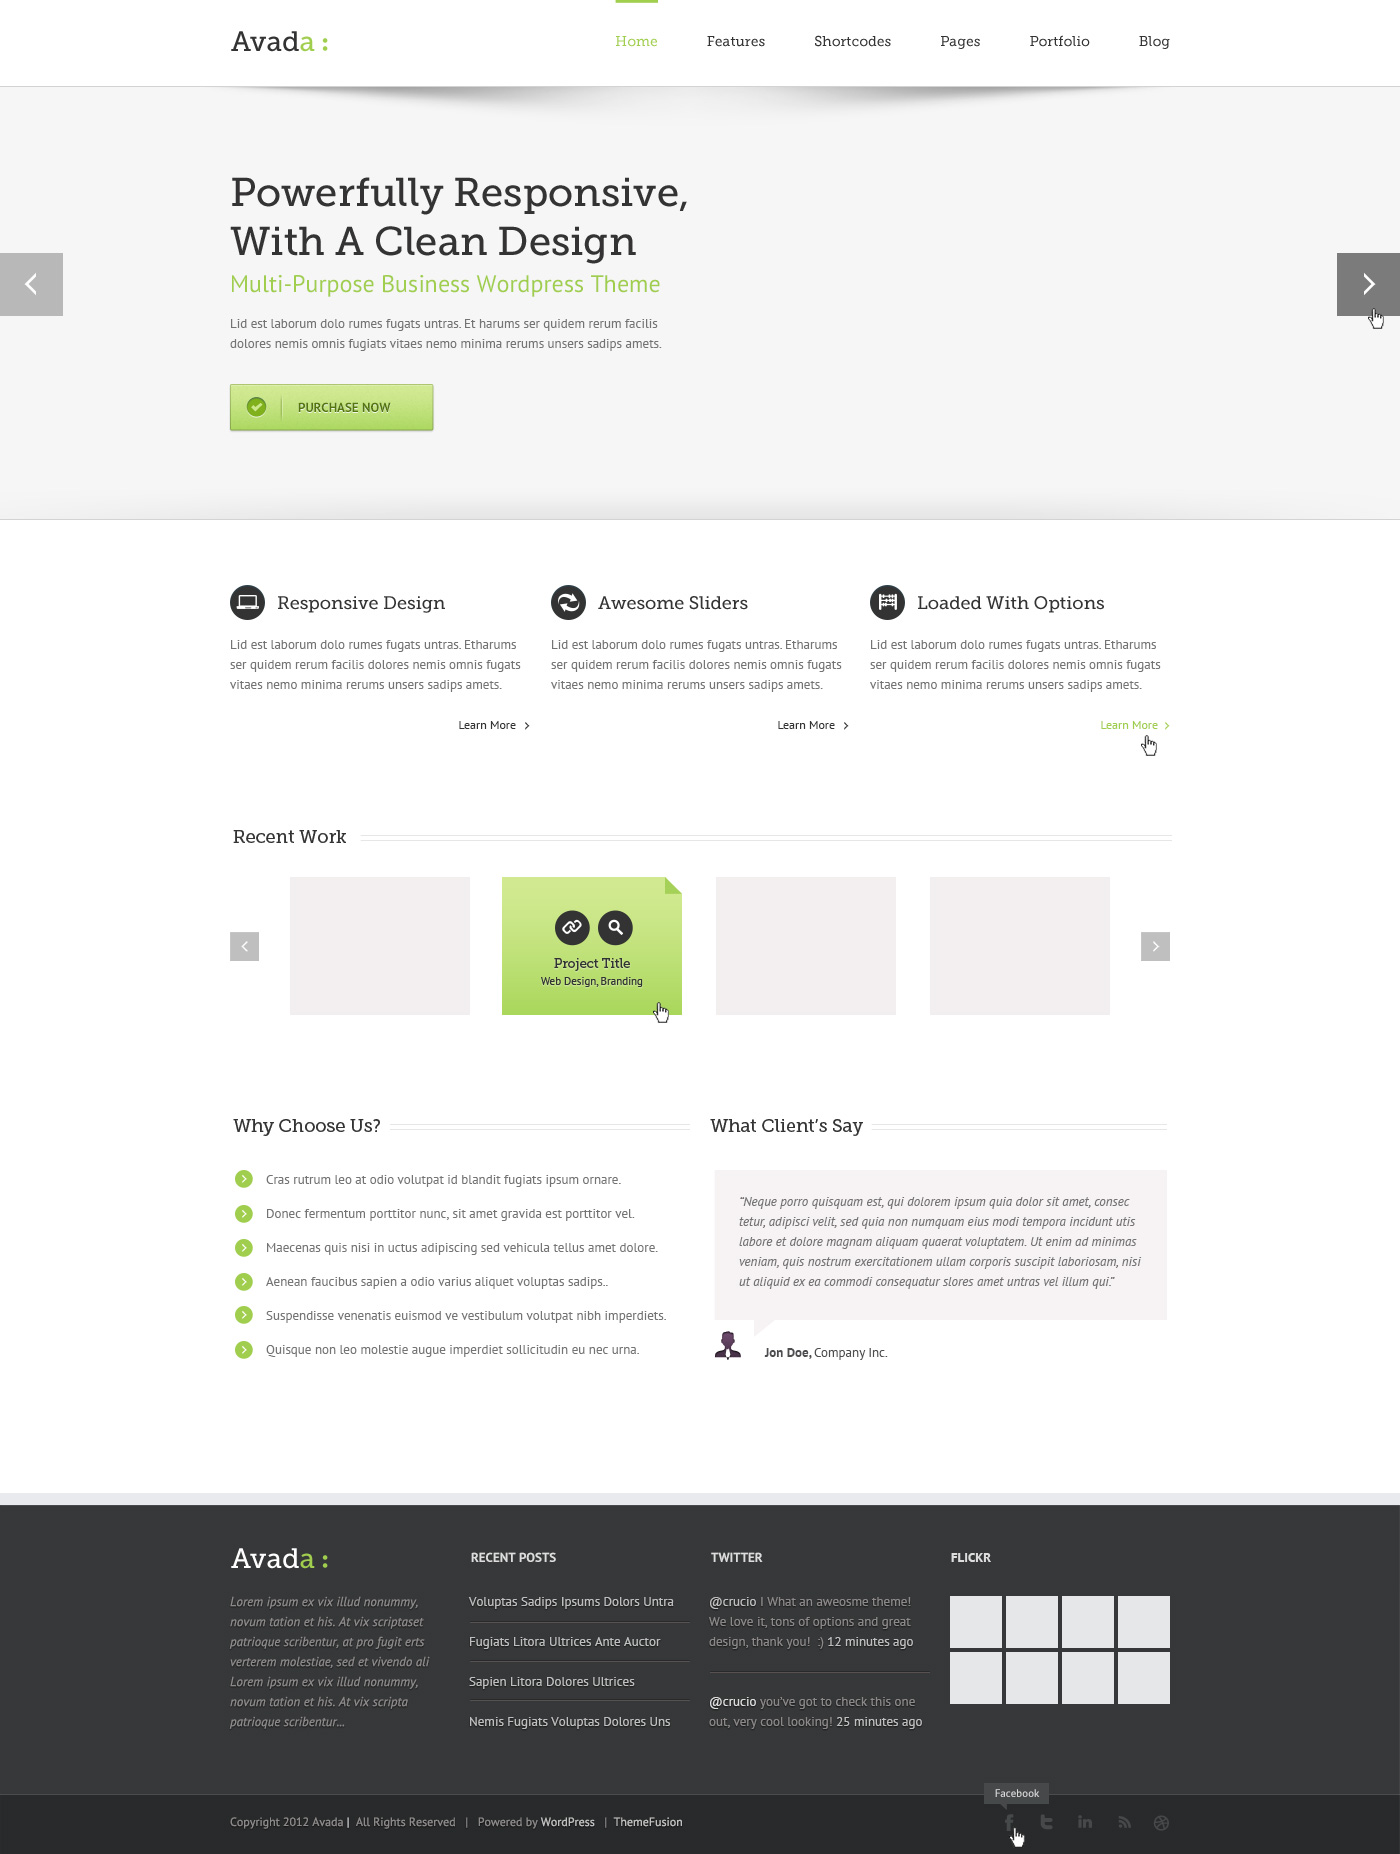 Avada :
Home Features Shortcodes Pages Portfolio Blog
Powerfully Responsive,
With A Clean Design
Multi-Purpose Business Wordpress Theme
Lid est laborum dolo rumes fugats untras. Et harums ser quidem rerum facilis
dolores nemis omnis fugiats vitaes nemo minima rerums unsers sadips amets.
PURCHASE NOW
Responsive Design
Lid est laborum dolo rumes fugats untras. Etharums
ser quidem rerum facilis dolores nemis omnis fugats
vitaes nemo minima rerums unsers sadips amets.
Learn More
Awesome Sliders
Lid est laborum dolo rumes fugats untras. Etharums
ser quidem rerum facilis dolores nemis omnis fugats
vitaes nemo minima rerums unsers sadips amets.
Learn More
Loaded With Options
Lid est laborum dolo rumes fugats untras. Etharums
ser quidem rerum facilis dolores nemis omnis fugats
vitaes nemo minima rerums unsers sadips amets.
Learn More
Recent Work
Project Title
Web Design, Branding
Why Choose Us?
Cras rutrum leo at odio volutpat id blandit fugiats ipsum ornare.
Donec fermentum porttitor nunc, sit amet gravida est porttitor vel.
Maecenas quis nisi in uctus adipiscing sed vehicula tellus amet dolore.
Aenean faucibus sapien a odio varius aliquet voluptas sadips..
Suspendisse venenatis euismod ve vestibulum volutpat nibh imperdiets.
Quisque non leo molestie augue imperdiet sollicitudin eu nec urna.
What Client's Say
“Neque porro quisquam est, qui dolorem ipsum quia dolor sit amet, consec
tetur, adipisci velit, sed quia non numquam eius modi tempora incidunt utis
labore et dolore magnam aliquam quaerat voluptatem. Ut enim ad minimas
veniam, quis nostrum exercitationem ullam corporis suscipit laboriosam, nisi
ut aliquid ex ea commodi consequatur slores amet untras vel illum qui.”
Jon Doe, Company Inc.
Avada :
Lorem ipsum ex vix illud nonummy,
novum tation et his. At vix scriptaset
patrioque scribentur, at pro fugit erts
verterem molestiae, sed et vivendo ali
Lorem ipsum ex vix illud nonummy,
novum tation et his. At vix scripta
patrioque scribentur...
RECENT POSTS
Voluptas Sadips Ipsums Dolors Untra
Fugiats Litora Ultrices Ante Auctor
Sapien Litora Dolores Ultrices
Nemis Fugiats Voluptas Dolores Uns
TWITTER
@crucio I What an aweosme theme!
We love it, tons of options and great
design, thank you! :) 12 minutes ago
@crucio you've got to check this one
out, very cool looking! 25 minutes ago
FLICKR
Facebook
Copyright 2012 Avada | All Rights Reserved | Powered by WordPress | ThemeFusion